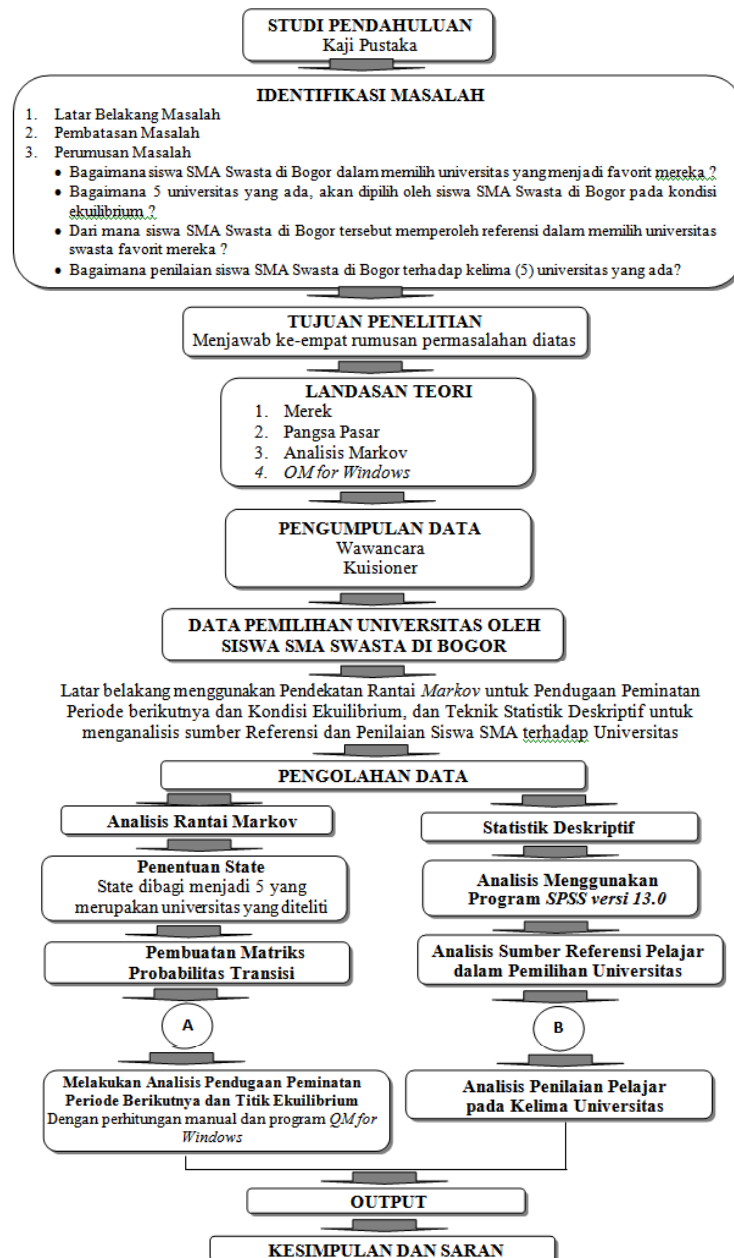 STUDI PENDAHULUAN
Kaji Pustaka
IDENTIFIKASI MASALAH
1. Latar Belakang Masalah
2. Pembatasan Masalah
3. Perumusan Masalah
• Bagaimana siswa SMA Swasta di Bogor dalam memilih universitas yang menjadi favorit mereka ?
• Bagaimana 5 universitas yang ada, akan dipilih oleh siswa SMA Swasta di Bogor pada kondisi
ekuilibrium ?
• Dari mana siswa SMA Swasta di Bogor tersebut memperoleh referensi dalam memilih universitas
swasta favorit mereka ?
• Bagaimana penilaian siswa SMA Swasta di Bogor terhadap kelima (5) universitas yang ada?
TUJUAN PENELITIAN
Menjawab ke-empat rumusan permasalahan diatas
LANDASAN TEORI
1. Merek
2. Pangsa Pasar
3. Analisis Markov
4. QM for Windows
PENGUMPULAN DATA
Wawancara
Kuisioner
DATA PEMILIHAN UNIVERSITAS OLEH
SISWA SMA SWASTA DI BOGOR
Latar belakang menggunakan Pendekatan Rantai Markov untuk Pendugaan Peminatan
Periode berikutnya dan Kondisi Ekuilibrium, dan Teknik Statistik Deskriptif untuk
menganalisis sumber Referensi dan Penilaian Siswa SMA terhadap Universitas
PENGOLAHAN DATA
Analisis Rantai Markov
Penentuan State
State dibagi menjadi 5 yang
merupakan universitas yang diteliti
Pembuatan Matriks
Probabilitas Transisi
A
Melakukan Analisis Pendugaan Peminatan
Periode Berikutnya dan Titik Ekuilibrium
Dengan perhitungan manual dan program QM for
Windows
Statistik Deskriptif
Analisis Menggunakan
Program SPSS versi 13.0
Analisis Sumber Referensi Pelajar
dalam Pemilihan Universitas
B
Analisis Penilaian Pelajar
pada Kelima Universitas
OUTPUT
KESIMPULAN DAN SARAN